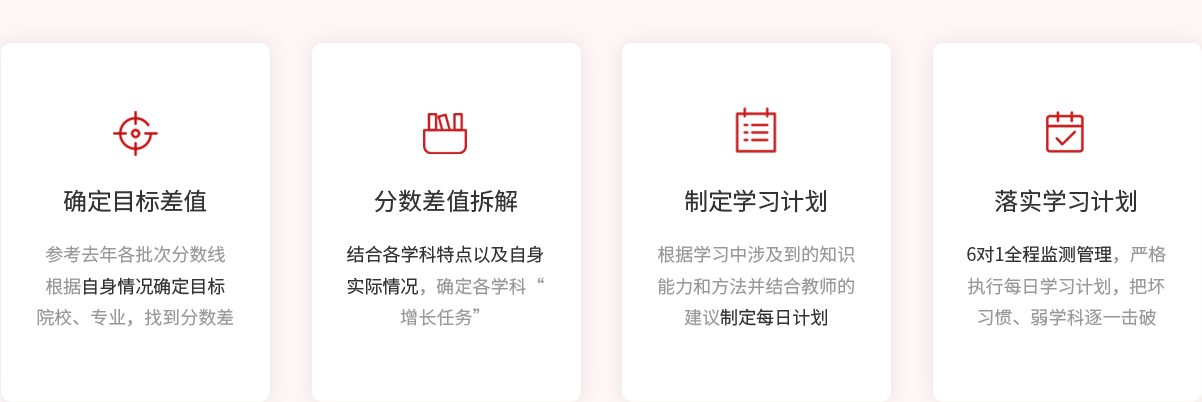 确定目标差值
参考去年各批次分数线
根据自身情况确定目标
院校、专业，找到分数差
分数差值拆解
结合各学科特点以及自身
实际情况，确定各学科“
增长任务”
制定学习计划
根据学习中涉及到的知识
能力和方法并结合教师的
建议制定每日计划
落实学习计划
6对1全程监测管理，严格
执行每日学习计划，把坏
习惯、弱学科逐一击破